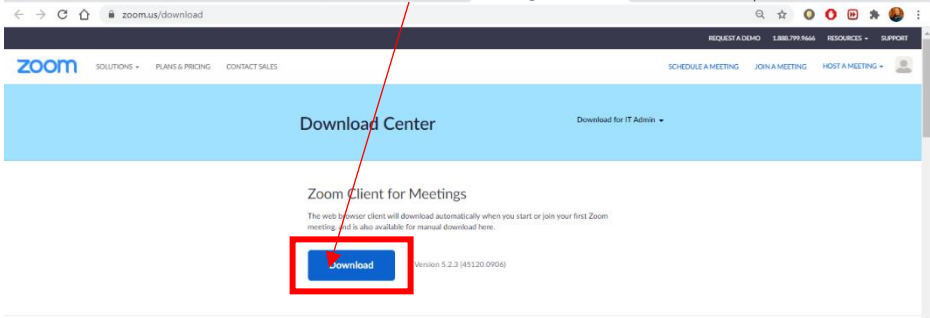 zoom.us/download
REQUEST A DEMO 1.888.799.9666 RESOURCES SUPPORT
zoom SOLUTIONS PLANS & PRICING CONTACT SALES SCHEDULE A MEETING JOIN A MEETING HOST A MEETING
Download Center Download for IT Admin
Zoom Client for Meetings
The web browser client will download automatically when you start or join your first Zoom
meeting, and is also available for manual download here.
Download Version 5.2.3 (45120.0906)